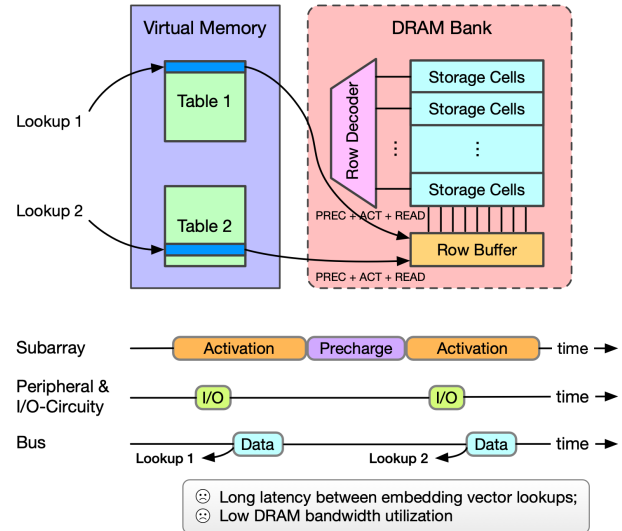 Virtual Memory
DRAM Bank
Lookup 1
Table 1
Row Decoder
Storage Cells
Storage Cells
...
...
Storage Cells
Lookup 2
Table 2
PREC + ACT + READ
Row Buffer
PREC + ACT + READ
Subarray
Activation
Precharge
Activation
time
Peripheral &
I/O-Circuity
I/O
I/O
time
Bus
Data
Data
time
Lookup 1
Lookup 2
☹ Long latency between embedding vector lookups;
☹ Low DRAM bandwidth utilization